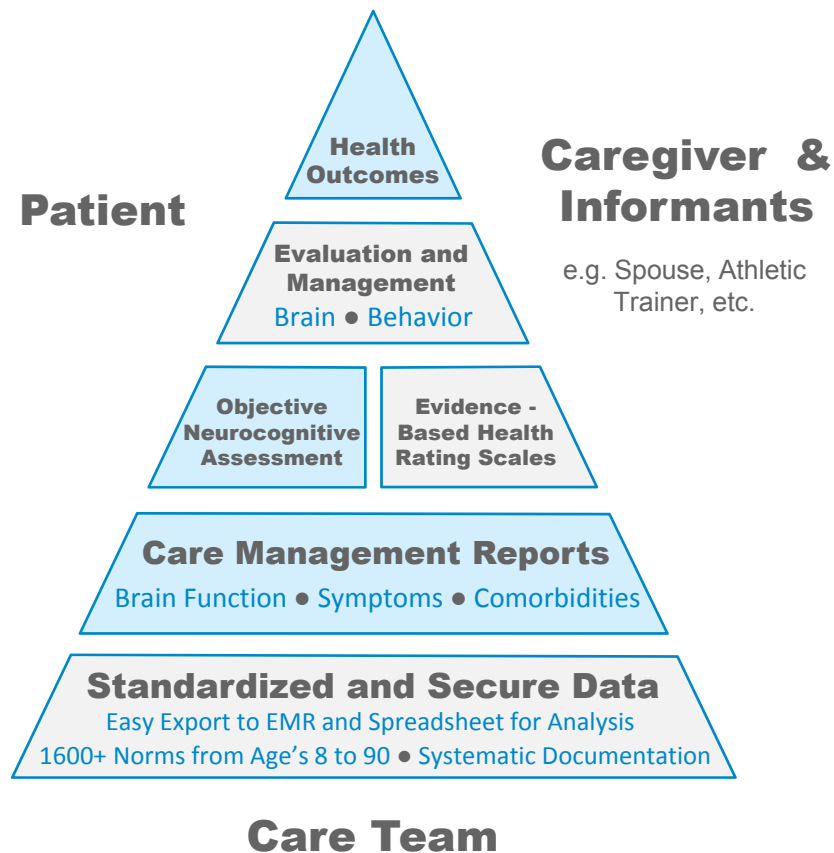 Health
Outcomes
Patient
Caregiver & 
Informants
e.g. Spouse, Athletic
Trainer, etc.
Evaluation and
Management
Brain ● Behavior
Objective
Neurocognitive
Assessment
Evidence -
Based Health
Rating Scales
Care Management Reports
Brain Function ● Symptoms ● Comorbidities
Standardized and Secure Data
Easy Export to EMR and Spreadsheet for Analysis
1600+ Norms from Age's 8 to 90 ● Systematic Documentation
Care Team